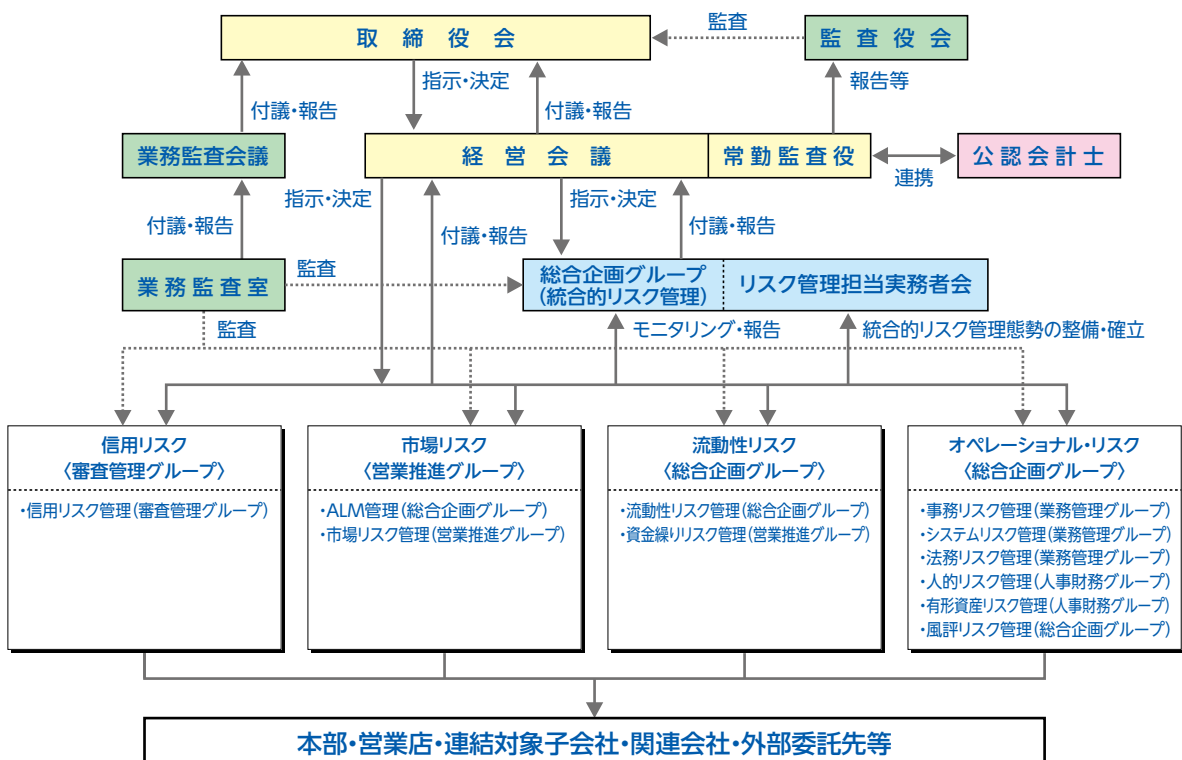 監査
取締役会
監査役会
指示・決定
報告等
付議・報告
付議・報告
業務監査会議
経営会議
常勤監査役
公認会計士
連携
指示・決定
指示・決定
付議・報告
付議・報告
付議・報告
監査
業務監査室
総合企画グループ
(統合的リスク管理)
リスク管理担当実務者会
監査
モニタリング・報告
統合的リスク管理態勢の整備・確立
信用リスク
〈審査管理グループ〉
・信用リスク管理(審査管理グループ)
市場リスク
〈営業推進グループ〉
・ALM管理(総合企画グループ)
・市場リスク管理(営業推進グループ)
流動性リスク
〈総合企画グループ〉
・流動性リスク管理(総合企画グループ)
・資金繰りリスク管理(営業推進グループ)
オペレーショナル・リスク
〈総合企画グループ〉
・事務リスク管理(業務管理グループ)
・システムリスク管理(業務管理グループ)
・法務リスク管理(業務管理グループ)
・人的リスク管理(人事財務グループ)
・有形資産リスク管理(人事財務グループ)
・風評リスク管理(総合企画グループ)
本部・営業店・連結対象子会社・関連会社・外部委託先等